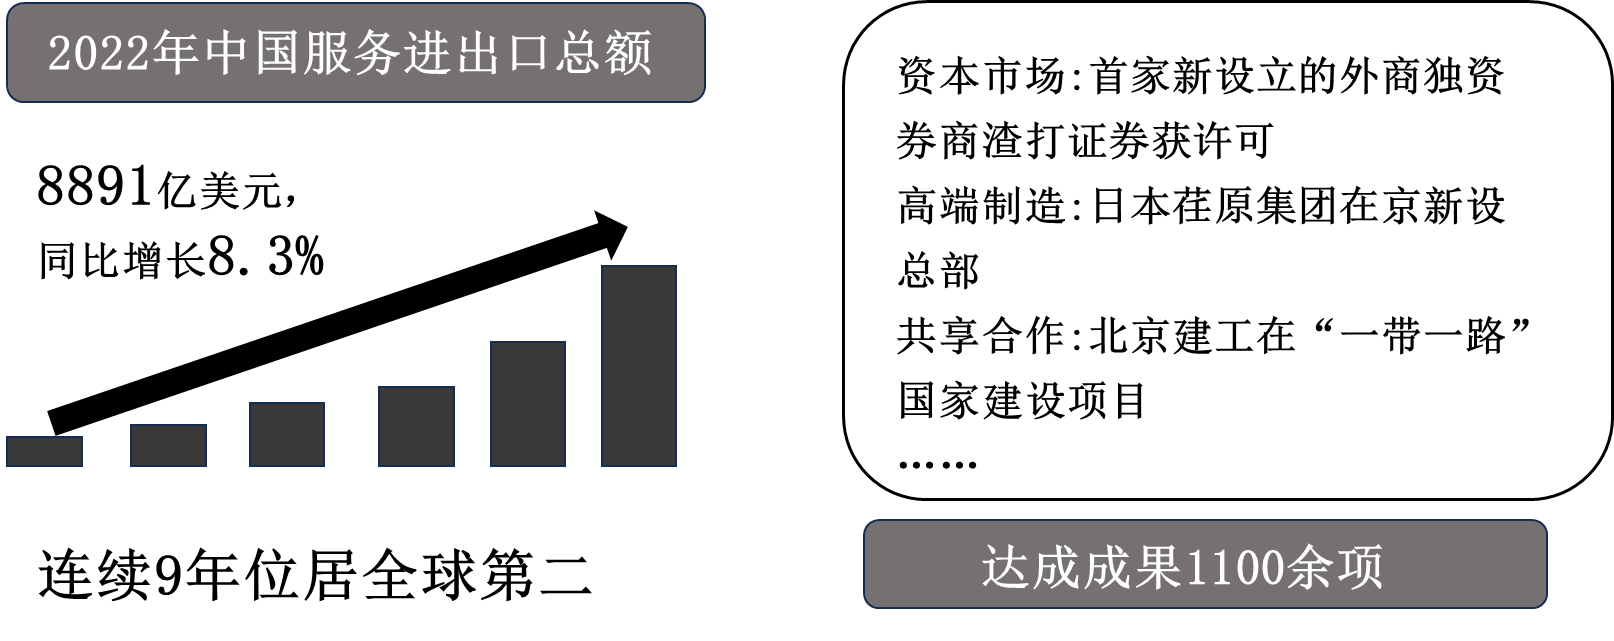 2022年中国服务进出口总额
8891亿美元，
同比增长8.3%
连续9年位居全球第二
资本市场:首家新设立的外商独资
券商渣打证券获许可
高端制造:日本荏原集团在京新设
总部
共享合作:北京建工在“一带一路”
国家建设项目
……
达成成果1100余项